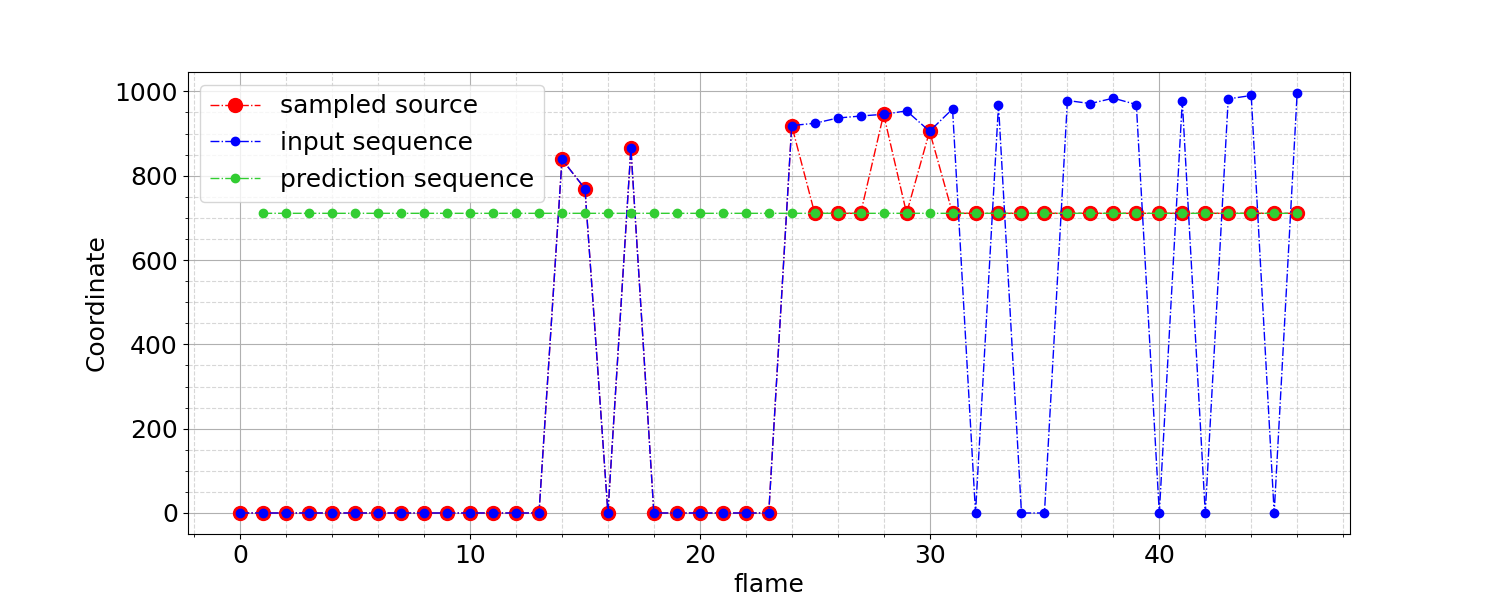 1000
800
600
400
200
0
Coordinate
sampled source
input sequence
prediction sequence
0 10 20 30 40
flame